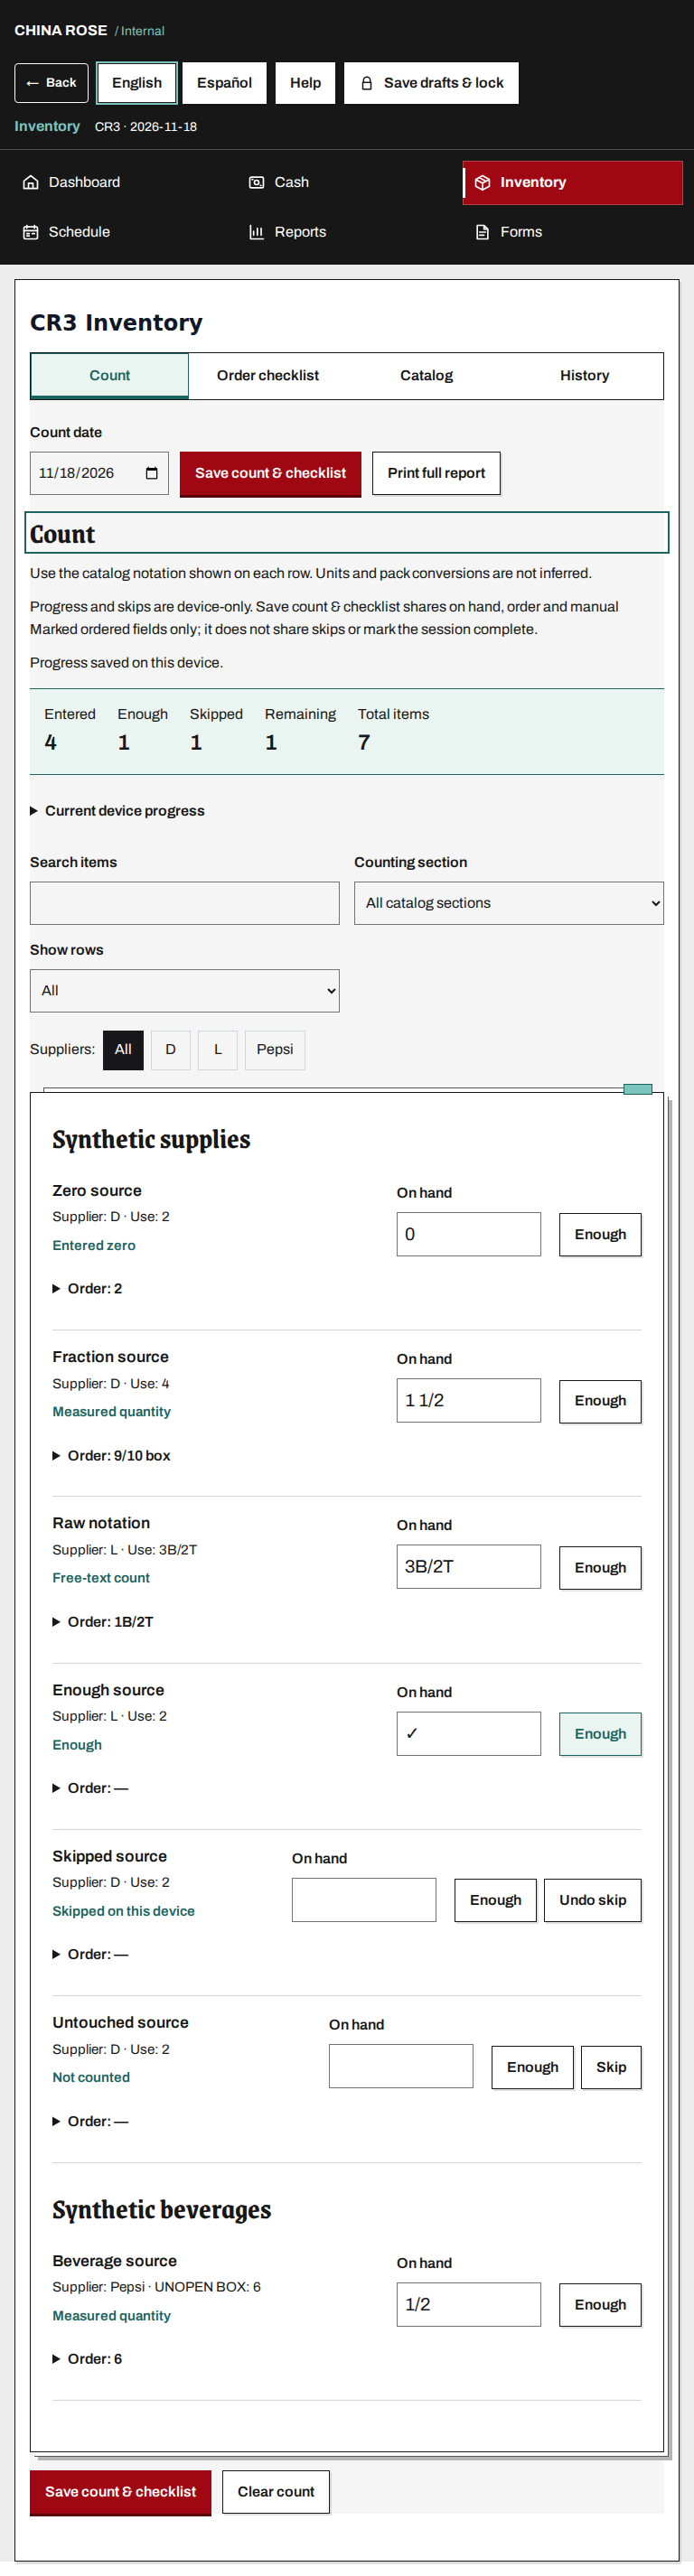 CHINA ROSE / Internal
← Back English Español Help Save drafts & lock
Inventory CR3 · 2026-11-18
Dashboard Cash Inventory
Schedule Reports Forms
CR3 Inventory
Count Order checklist Catalog History
Count date
11/18/2026 Save count & checklist Print full report
Count
Use the catalog notation shown on each row. Units and pack conversions are not inferred.
Progress and skips are device-only. Save count & checklist shares on hand, order and manual
Marked ordered fields only; it does not share skips or mark the session complete.
Progress saved on this device.
Entered Enough Skipped Remaining Total items
4 1 1 1 7
Current device progress
Search items Counting section
All catalog sections
Show rows
All
Suppliers: All D L Pepsi
Synthetic supplies
Zero source On hand
Supplier: D · Use: 2
0 Enough
Entered zero
Order: 2
Fraction source On hand
Supplier: D · Use: 4
1 1/2 Enough
Measured quantity
Order: 9/10 box
Raw notation On hand
Supplier: L · Use: 3B/2T
3B/2T Enough
Free-text count
Order: 1B/2T
Enough source On hand
Supplier: L · Use: 2
✓ Enough
Enough
Order: —
Skipped source On hand
Supplier: D · Use: 2
Enough Undo skip
Skipped on this device
Order: —
Untouched source On hand
Supplier: D · Use: 2
Enough Skip
Not counted
Order: —
Synthetic beverages
Beverage source On hand
Supplier: Pepsi · UNOPEN BOX: 6
1/2 Enough
Measured quantity
Order: 6
Save count & checklist Clear count